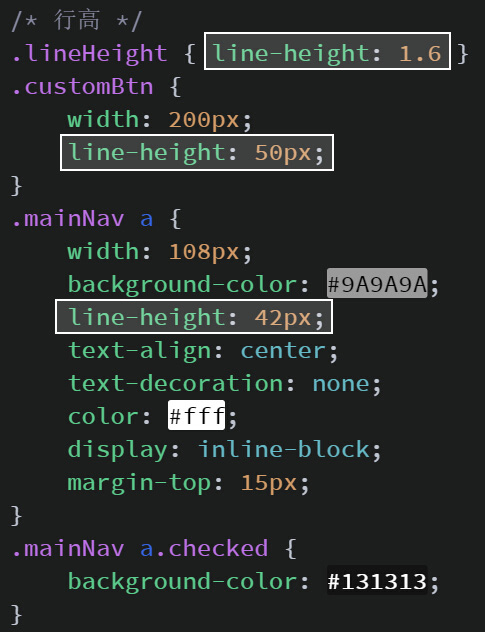 /* 行高 */
.lineHeight { line-height: 1.6 }
.customBtn {
    width: 200px;
    line-height: 50px;
}
.mainNav a {
    width: 108px;
    background-color: #9A9A9A;
    line-height: 42px;
    text-align: center;
    text-decoration: none;
    color: #fff;
    display: inline-block;
    margin-top: 15px;
}
.mainNav a.checked {
    background-color: #131313;
}